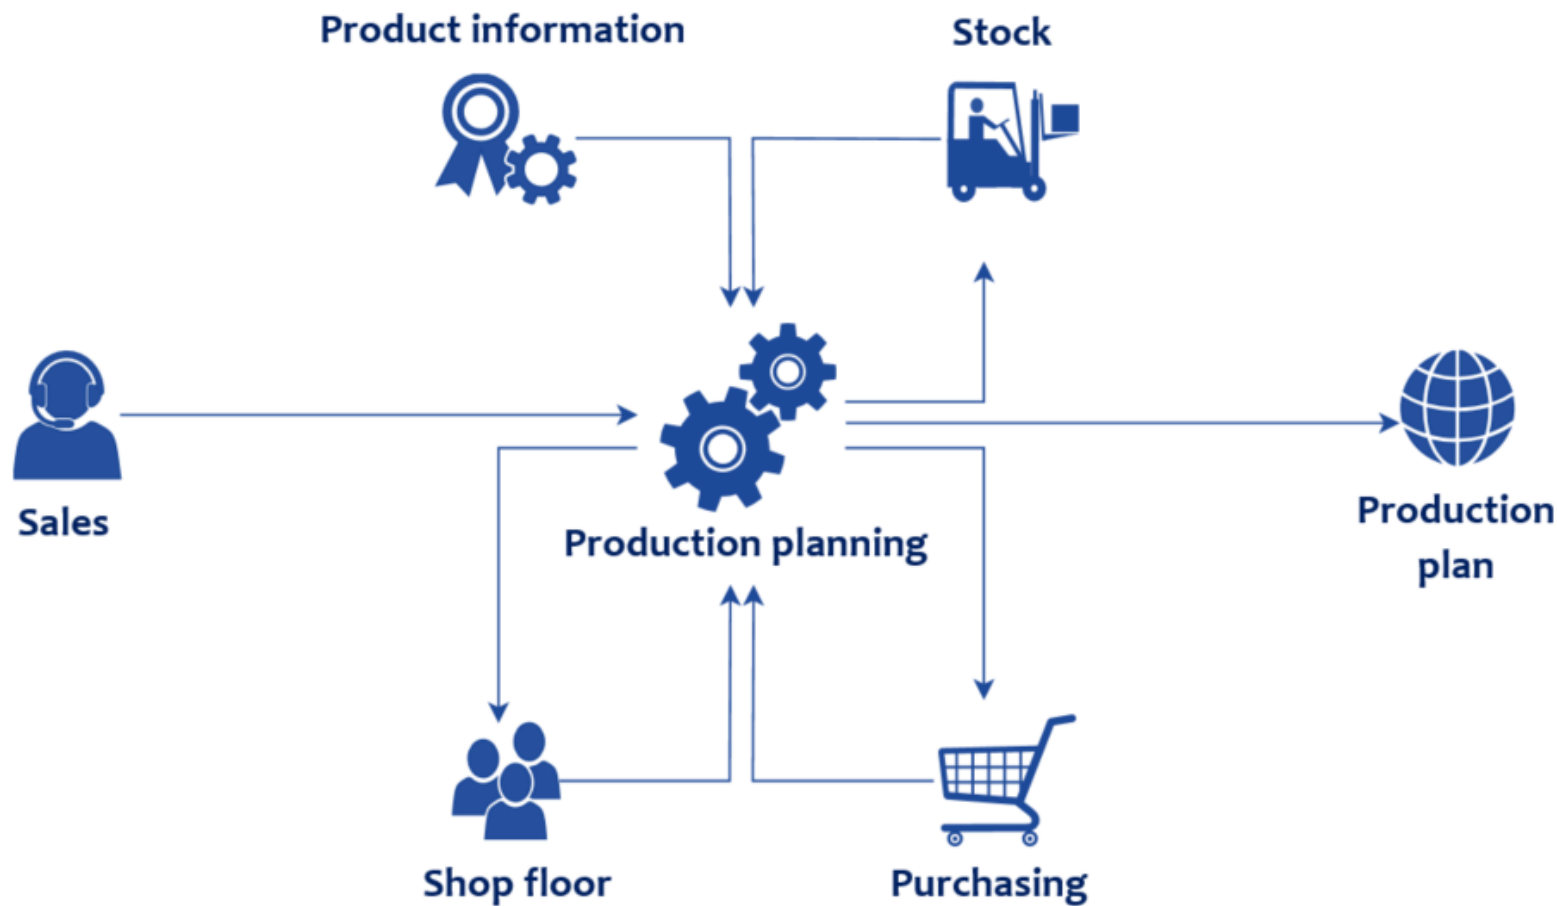 Product information
Stock
Sales
Production planning
Production
plan
Shop floor
Purchasing